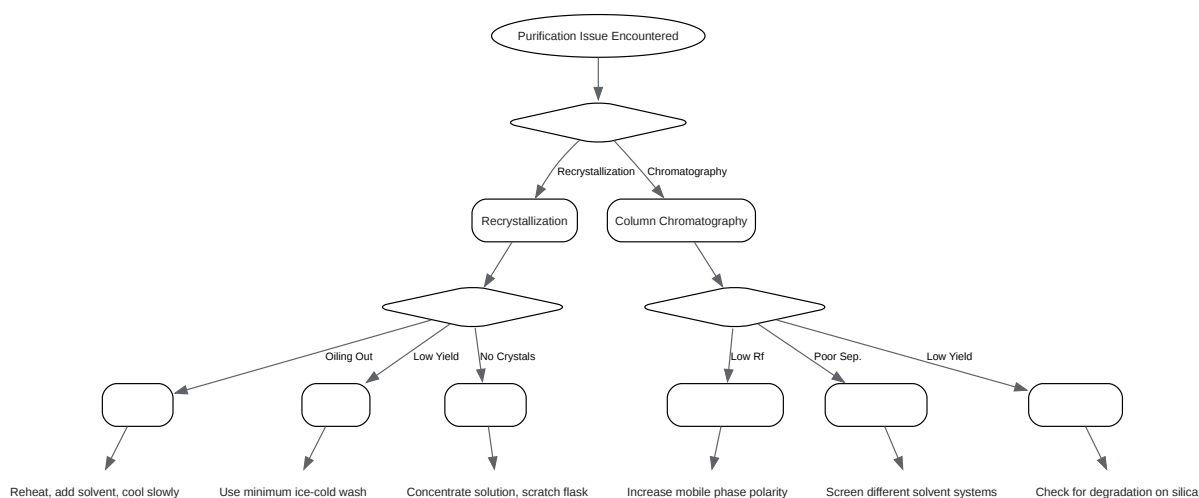 Purification Issue Encountered
Recrystallization
Chromatography
Recrystallization
Column Chromatography
Oiling Out
Low Yield
No Crystals
Low Rf
Poor Sep.
Low Yield
Reheat, add solvent, cool slowly
Use minimum ice-cold wash
Concentrate solution, scratch flask
Increase mobile phase polarity
Screen different solvent systems
Check for degradation on silica